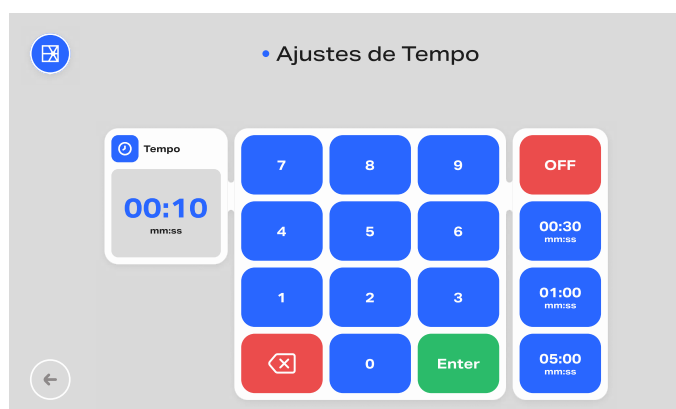 • Ajustes de Tempo
Tempo
00:10
mm:ss
7 8 9
4 5 6
1 2 3
0 Enter
OFF
00:30
mm:ss
01:00
mm:ss
05:00
mm:ss